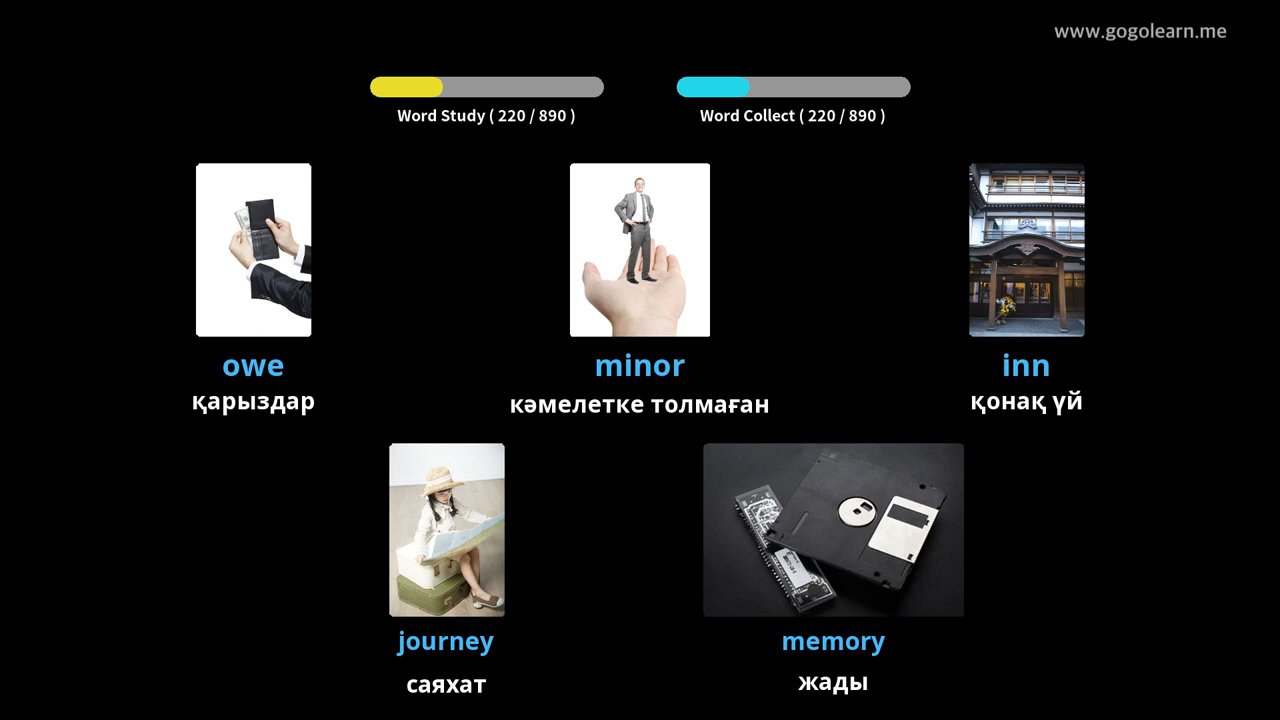 www.gogolearn.me
Word Study ( 220 / 890 )
Word Collect ( 220 / 890 )
owe
minor
inn
қарыздар
кәмелетке толмаған
қонақ үй
journey
memory
саяхат
жады